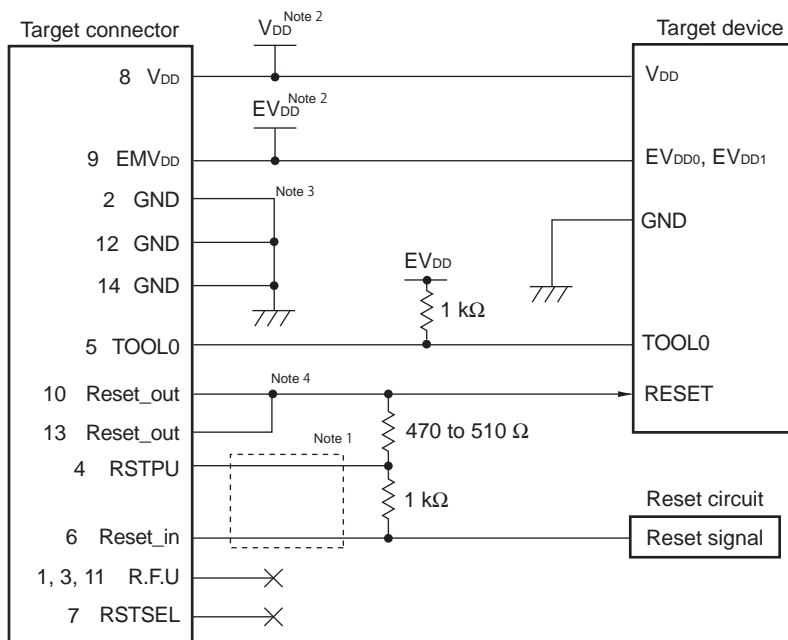 Target connector
VDD Note 2
Target device
8 VDD
VDD
EVDD Note 2
9 EMVDD
EVDD0, EVDD1
2 GND
Note 3
GND
12 GND
EVDD
14 GND
1 kΩ
5 TOOL0
TOOL0
Note 4
10 Reset_out
RESET
13 Reset_out
470 to 510 Ω
Note 1
4 RSTPU
1 kΩ
Reset circuit
6 Reset_in
Reset signal
1, 3, 11 R.F.U
7 RSTSEL